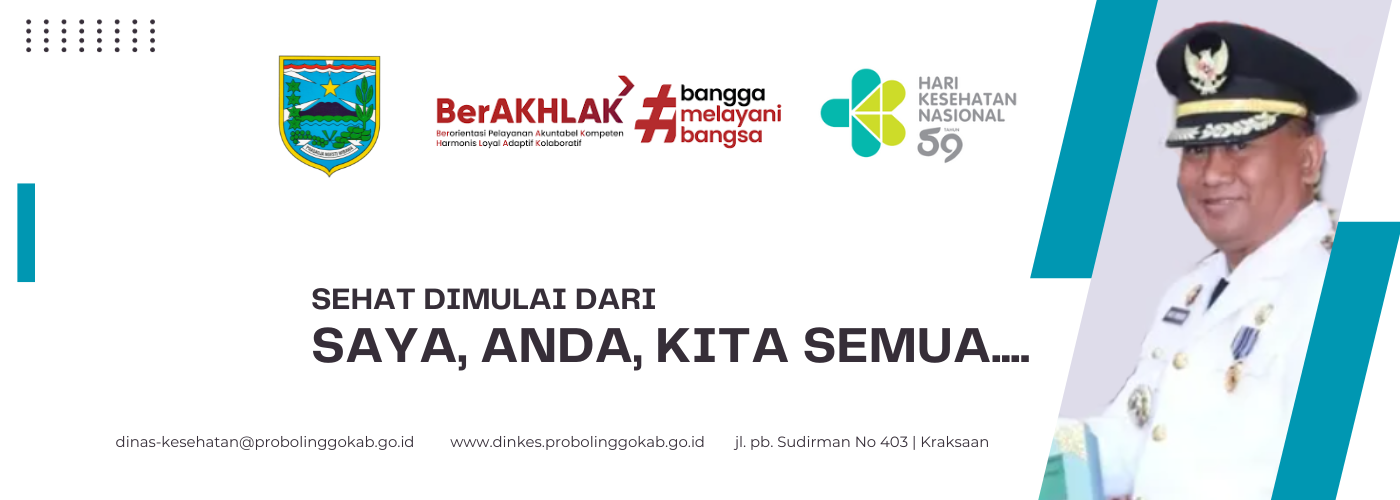 BerAKHLAK
Berorientasi Pelayanan Akuntabel Kompeten
Harmonis Loyal Adaptif Kolaboratif
#bangga
melayani
bangsa
HARI
KESEHATAN
NASIONAL
TAHUN
59
SEHAT DIMULAI DARI
SAYA, ANDA, KITA SEMUA....
dinas-kesehatan@probolinggokab.go.id
www.dinkes.probolinggokab.go.id
jl. pb. Sudirman No 403 | Kraksaan